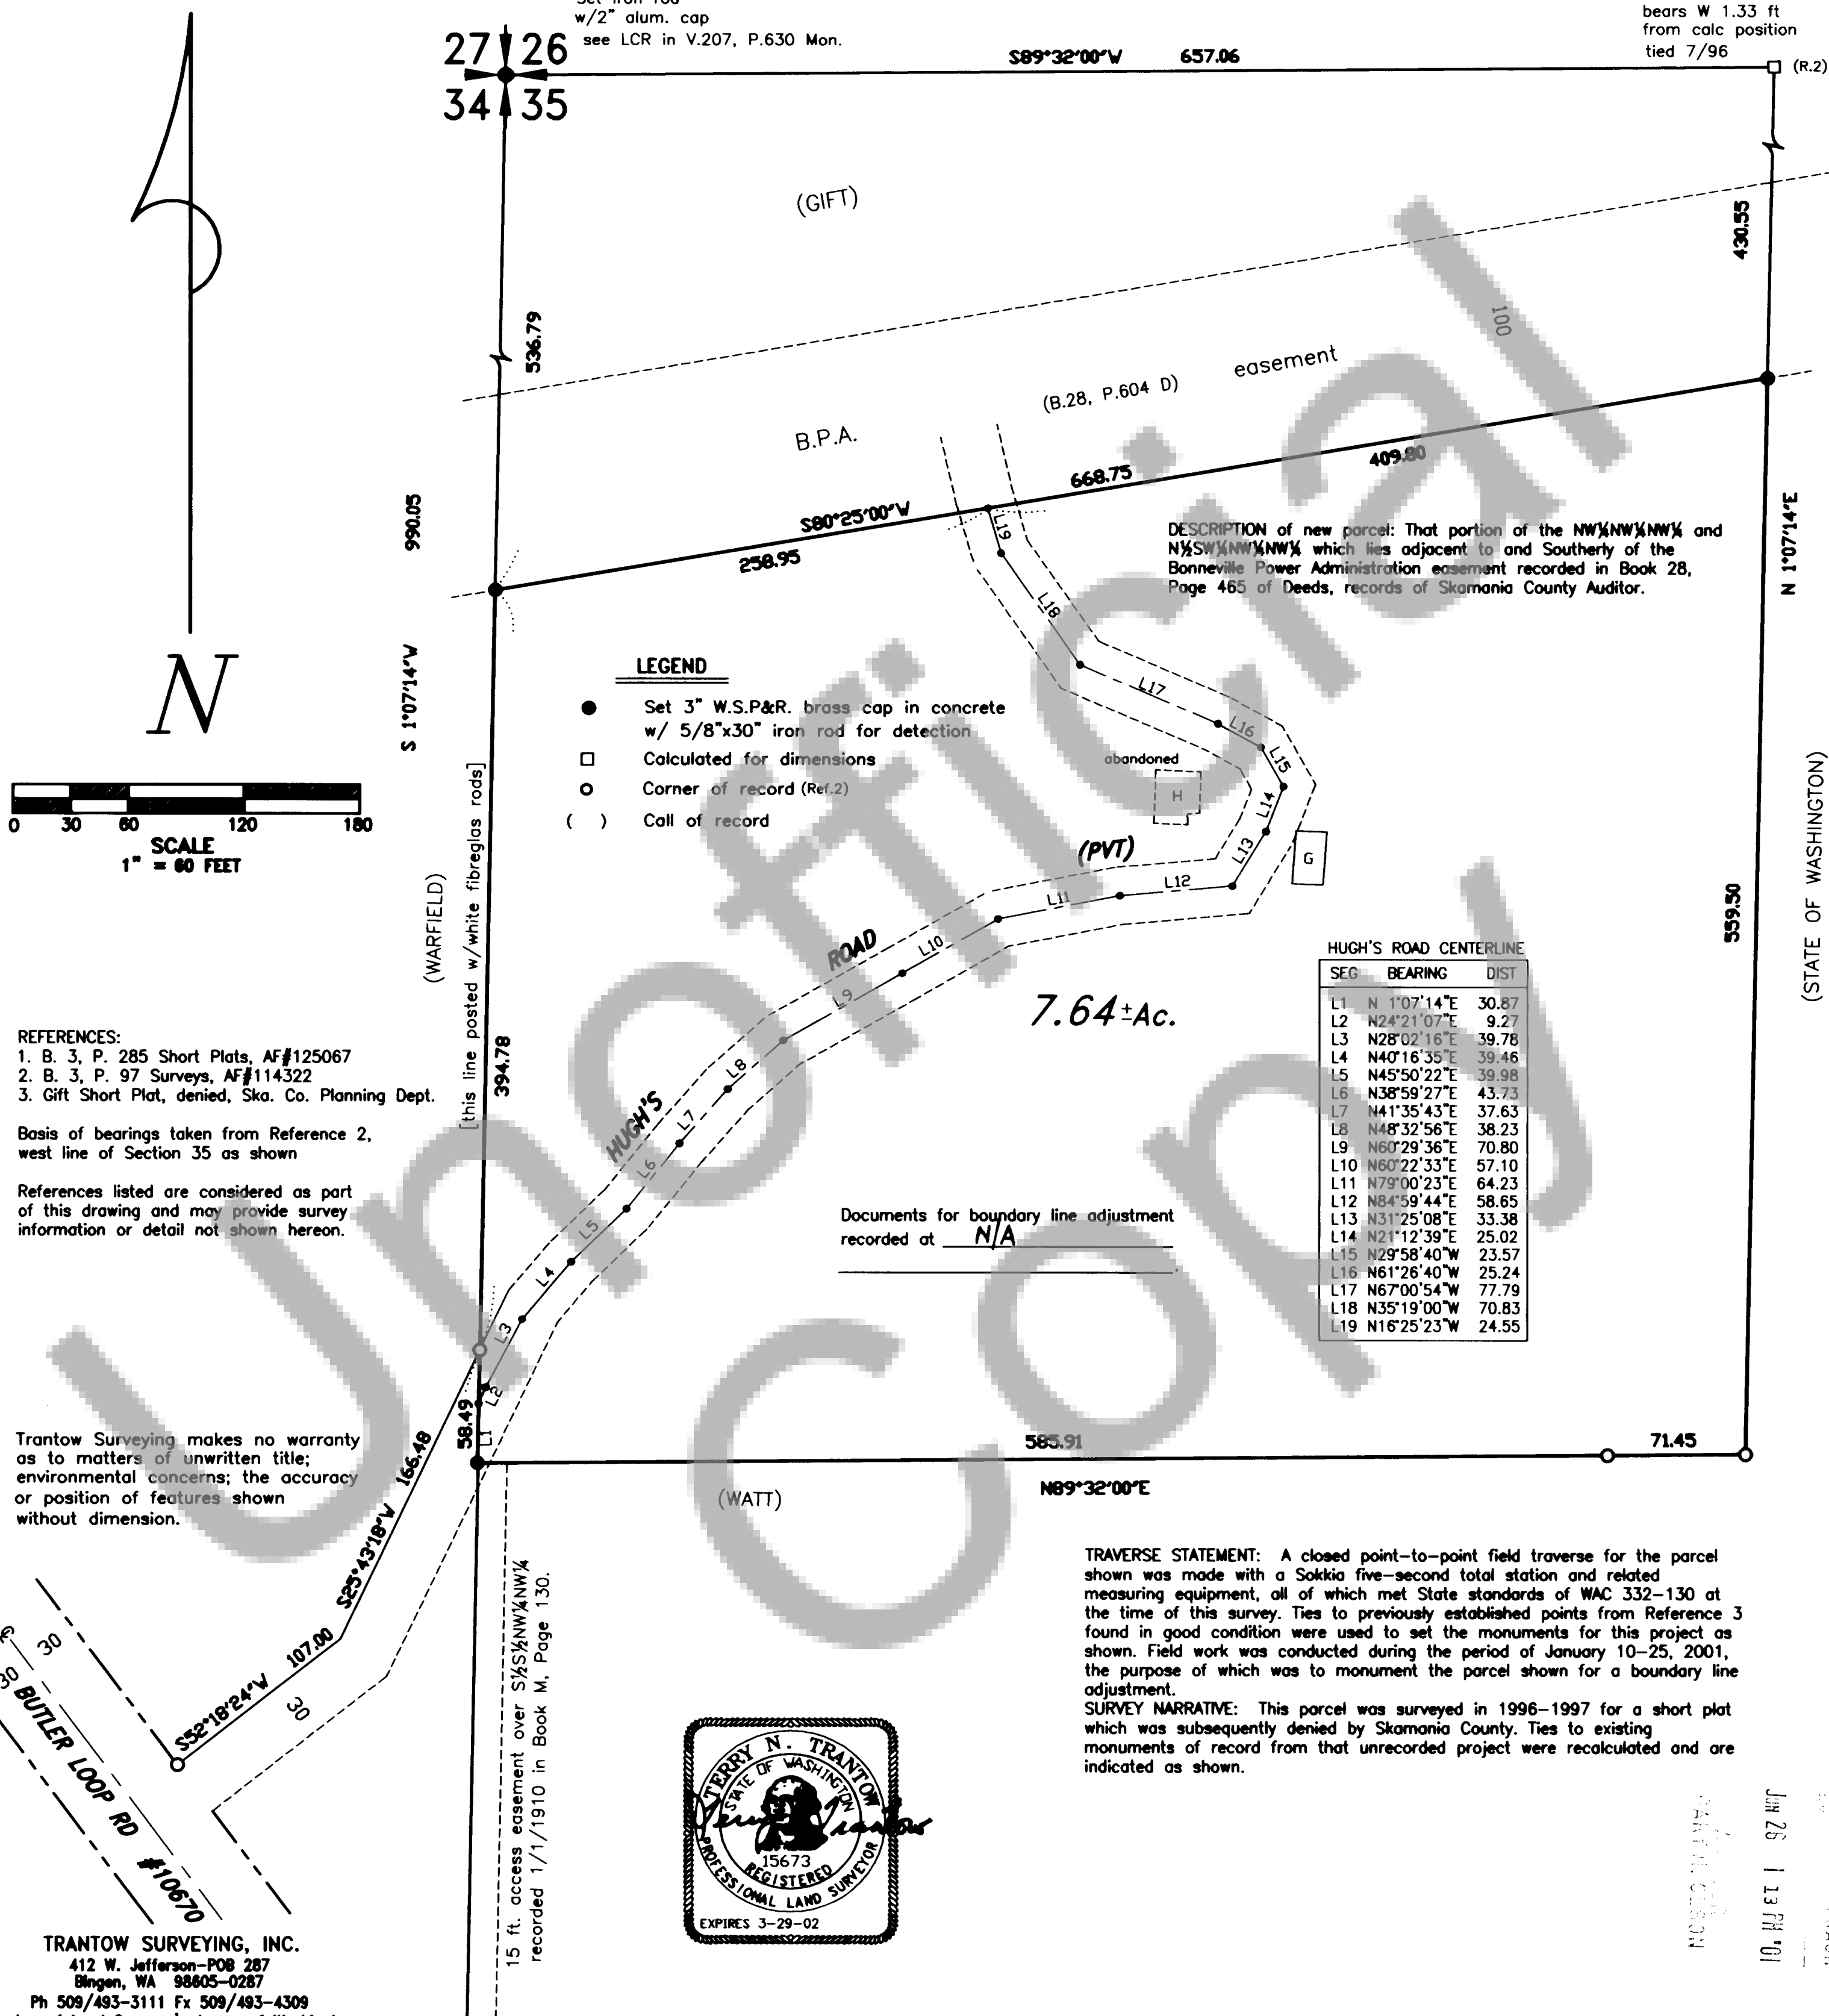 w/2" alum. cap
see LCR in V.207, P.630 Mon.
27 26
34 35
S89°32'00"W 657.06
bears W 1.33 ft
from calc position
tied 7/96
(R.2)
(GIFT)
430.55
536.79
100
easement
(B.28, P.604 D)
B.P.A.
409.80
668.75
S80°25'00"W
258.95
990.05
S 1°07'14"W
N 1°07'14"E
DESCRIPTION of new parcel: That portion of the NW¼NW¼NW¼ and
N½SW¼NW¼NW¼ which lies adjacent to and Southerly of the
Bonneville Power Administration easement recorded in Book 28,
Page 465 of Deeds, records of Skamania County Auditor.
N
0 30 60 120 180
SCALE
1" = 60 FEET
LEGEND
Set 3" W.S.P&R. brass cap in concrete
w/ 5/8"x30" iron rod for detection
Calculated for dimensions
Corner of record (Ref.2)
( ) Call of record
L19
L18
L17
L16
L15
L14
L13
L12
L11
L10
L9
L8
L7
L6
L5
L4
L3
L2
L1
abandoned
H
G
(PVT)
ROAD
HUGH'S
7.64±Ac.
(WARFIELD)
[this line posted w/white fibreglas rods]
394.78
559.50
(STATE OF WASHINGTON)
HUGH'S ROAD CENTERLINE
SEG BEARING DIST
L1 N 1°07'14"E 30.87
L2 N24°21'07"E 9.27
L3 N28°02'16"E 39.78
L4 N40°16'35"E 39.46
L5 N45°50'22"E 39.98
L6 N38°59'27"E 43.73
L7 N41°35'43"E 37.63
L8 N48°32'56"E 38.23
L9 N60°29'36"E 70.80
L10 N60°22'33"E 57.10
L11 N79°00'23"E 64.23
L12 N84°59'44"E 58.65
L13 N31°25'08"E 33.38
L14 N21°12'39"E 25.02
L15 N29°58'40"W 23.57
L16 N61°26'40"W 25.24
L17 N67°00'54"W 77.79
L18 N35°19'00"W 70.83
L19 N16°25'23"W 24.55
REFERENCES:
1. B. 3, P. 285 Short Plats, AF#125067
2. B. 3, P. 97 Surveys, AF#114322
3. Gift Short Plat, denied, Ska. Co. Planning Dept.
Basis of bearings taken from Reference 2,
west line of Section 35 as shown
References listed are considered as part
of this drawing and may provide survey
information or detail not shown hereon.
Documents for boundary line adjustment
recorded at N/A
Trantow Surveying makes no warranty
as to matters of unwritten title;
environmental concerns; the accuracy
or position of features shown
without dimension.
58.49
585.91
71.45
N89°32'00"E
(WATT)
S25°43'18"W 166.48
S52°18'24"W 107.00
30
30
30
BUTLER LOOP RD #10670
15 ft. access easement over S½S½NW¼NW¼
recorded 1/1/1910 in Book M, Page 130.
TRAVERSE STATEMENT: A closed point-to-point field traverse for the parcel
shown was made with a Sokkia five-second total station and related
measuring equipment, all of which met State standards of WAC 332-130 at
the time of this survey. Ties to previously established points from Reference 3
found in good condition were used to set the monuments for this project as
shown. Field work was conducted during the period of January 10-25, 2001,
the purpose of which was to monument the parcel shown for a boundary line
adjustment.
SURVEY NARRATIVE: This parcel was surveyed in 1996-1997 for a short plat
which was subsequently denied by Skamania County. Ties to existing
monuments of record from that unrecorded project were recalculated and are
indicated as shown.
TERRY N. TRANTOW
STATE OF WASHINGTON
Terry Trantow
15673
REGISTERED
PROFESSIONAL LAND SURVEYOR
EXPIRES 3-29-02
JUN 26 1 13 PM '01
TRANTOW SURVEYING, INC.
412 W. Jefferson-POB 287
Bingen, WA 98605-0287
Ph 509/493-3111 Fx 509/493-4309
Unofficial
Copy